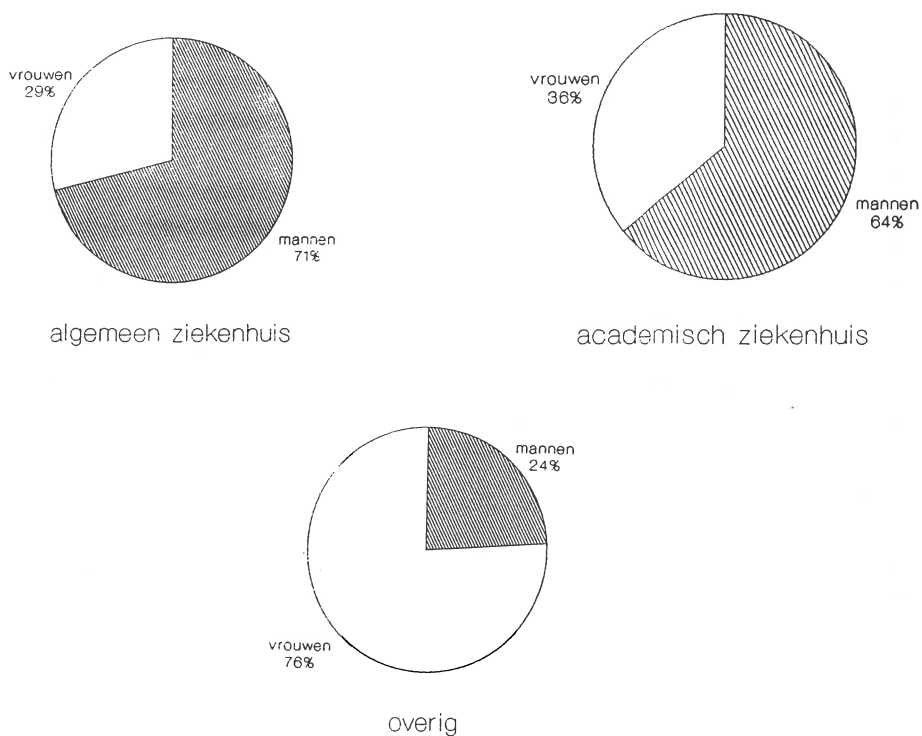 vrouwen
29%
mannen
71%
algemeen ziekenhuis
vrouwen
36%
mannen
64%
academisch ziekenhuis
mannen
24%
vrouwen
76%
overig